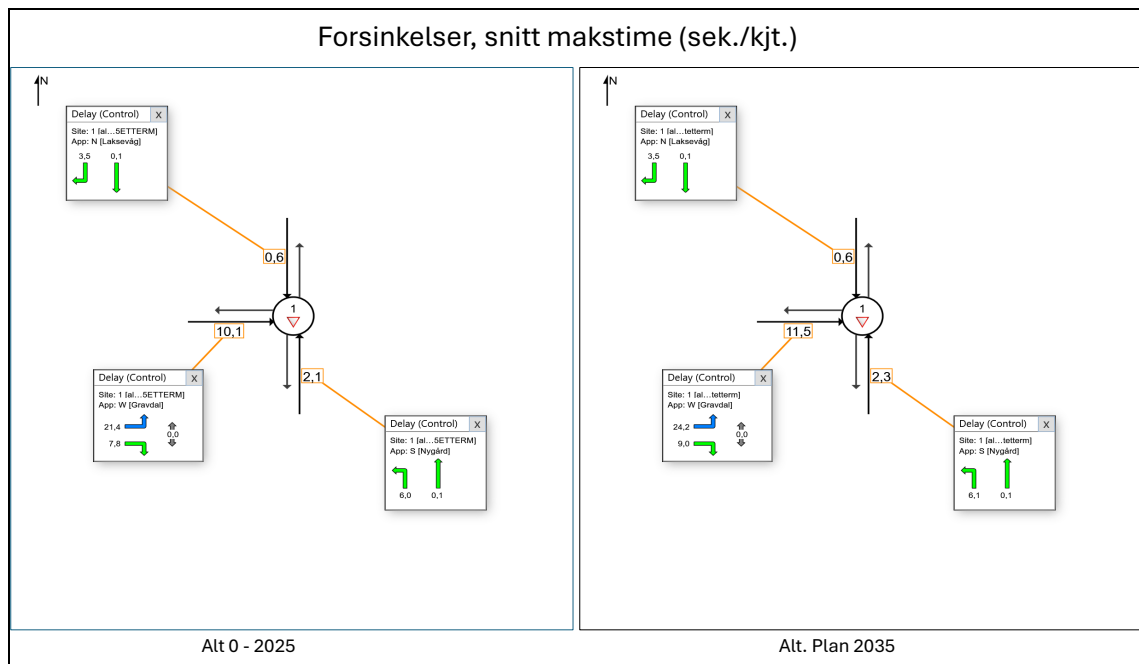 Forsinkelser, snitt makstime (sek./kjt.)
N
Delay (Control) X
Site: 1 [al...5ETTERM]
App: N [Laksevåg]
3,5 0,1
0,6
1
10,1
2,1
Delay (Control) X
Site: 1 [al...5ETTERM]
App: W [Gravdal]
21,4
0,0
7,8
Delay (Control) X
Site: 1 [al...5ETTERM]
App: S [Nygård]
6,0 0,1
Alt 0 - 2025
N
Delay (Control) X
Site: 1 [al...tetterm]
App: N [Laksevåg]
3,5 0,1
0,6
1
11,5
2,3
Delay (Control) X
Site: 1 [al...tetterm]
App: W [Gravdal]
24,2
0,0
9,0
Delay (Control) X
Site: 1 [al...tetterm]
App: S [Nygård]
6,1 0,1
Alt. Plan 2035